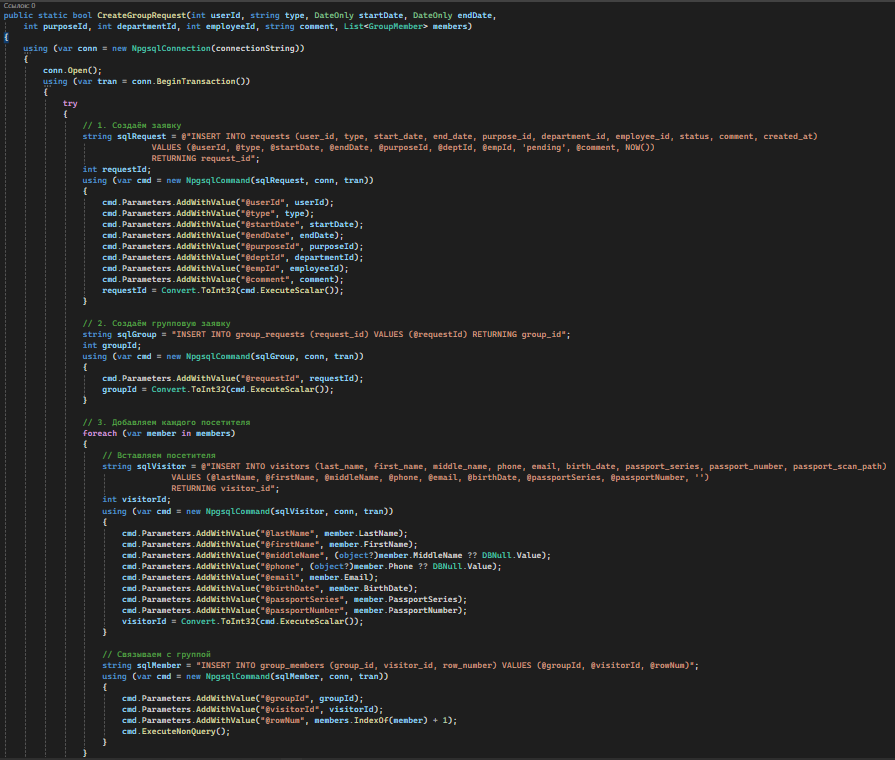 Ссылок: 0
public static bool CreateGroupRequest(int userId, string type, DateOnly startDate, DateOnly endDate,
    int purposeId, int departmentId, int employeeId, string comment, List<GroupMember> members)
{
    using (var conn = new NpgsqlConnection(connectionString))
    {
        conn.Open();
        using (var tran = conn.BeginTransaction())
        {
            try
            {
                // 1. Создаём заявку
                string sqlRequest = @"INSERT INTO requests (user_id, type, start_date, end_date, purpose_id, department_id, employee_id, status, comment, created_at)
                              VALUES (@userId, @type, @startDate, @endDate, @purposeId, @deptId, @empId, 'pending', @comment, NOW())
                              RETURNING request_id";
                int requestId;
                using (var cmd = new NpgsqlCommand(sqlRequest, conn, tran))
                {
                    cmd.Parameters.AddWithValue("@userId", userId);
                    cmd.Parameters.AddWithValue("@type", type);
                    cmd.Parameters.AddWithValue("@startDate", startDate);
                    cmd.Parameters.AddWithValue("@endDate", endDate);
                    cmd.Parameters.AddWithValue("@purposeId", purposeId);
                    cmd.Parameters.AddWithValue("@deptId", departmentId);
                    cmd.Parameters.AddWithValue("@empId", employeeId);
                    cmd.Parameters.AddWithValue("@comment", comment);
                    requestId = Convert.ToInt32(cmd.ExecuteScalar());
                }

                // 2. Создаём групповую заявку
                string sqlGroup = "INSERT INTO group_requests (request_id) VALUES (@requestId) RETURNING group_id";
                int groupId;
                using (var cmd = new NpgsqlCommand(sqlGroup, conn, tran))
                {
                    cmd.Parameters.AddWithValue("@requestId", requestId);
                    groupId = Convert.ToInt32(cmd.ExecuteScalar());
                }

                // 3. Добавляем каждого посетителя
                foreach (var member in members)
                {
                    // Вставляем посетителя
                    string sqlVisitor = @"INSERT INTO visitors (last_name, first_name, middle_name, phone, email, birth_date, passport_series, passport_number, passport_scan_path)
                                  VALUES (@lastName, @firstName, @middleName, @phone, @email, @birthDate, @passportSeries, @passportNumber, '')
                                  RETURNING visitor_id";
                    int visitorId;
                    using (var cmd = new NpgsqlCommand(sqlVisitor, conn, tran))
                    {
                        cmd.Parameters.AddWithValue("@lastName", member.LastName);
                        cmd.Parameters.AddWithValue("@firstName", member.FirstName);
                        cmd.Parameters.AddWithValue("@middleName", (object?)member.MiddleName ?? DBNull.Value);
                        cmd.Parameters.AddWithValue("@phone", (object?)member.Phone ?? DBNull.Value);
                        cmd.Parameters.AddWithValue("@email", member.Email);
                        cmd.Parameters.AddWithValue("@birthDate", member.BirthDate);
                        cmd.Parameters.AddWithValue("@passportSeries", member.PassportSeries);
                        cmd.Parameters.AddWithValue("@passportNumber", member.PassportNumber);
                        visitorId = Convert.ToInt32(cmd.ExecuteScalar());
                    }

                    // Связываем с группой
                    string sqlMember = "INSERT INTO group_members (group_id, visitor_id, row_number) VALUES (@groupId, @visitorId, @rowNum)";
                    using (var cmd = new NpgsqlCommand(sqlMember, conn, tran))
                    {
                        cmd.Parameters.AddWithValue("@groupId", groupId);
                        cmd.Parameters.AddWithValue("@visitorId", visitorId);
                        cmd.Parameters.AddWithValue("@rowNum", members.IndexOf(member) + 1);
                        cmd.ExecuteNonQuery();
                    }
                }